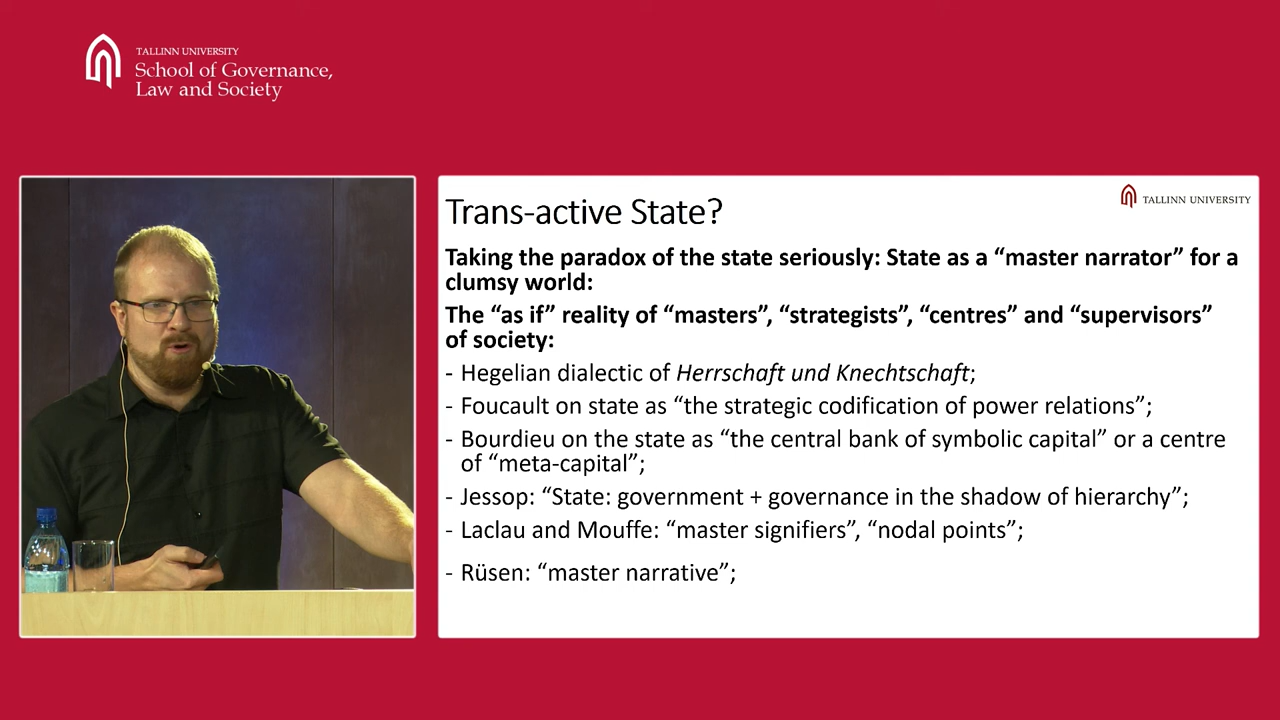 TALLINN UNIVERSITY
School of Governance,
Law and Society
TALLINN UNIVERSITY
Trans-active State?
Taking the paradox of the state seriously: State as a “master narrator” for a
clumsy world:
The “as if” reality of “masters”, “strategists”, “centres” and “supervisors”
of society:
- Hegelian dialectic of Herrschaft und Knechtschaft;
- Foucault on state as “the strategic codification of power relations”;
- Bourdieu on the state as “the central bank of symbolic capital” or a centre
of “meta-capital”;
- Jessop: “State: government + governance in the shadow of hierarchy”;
- Laclau and Mouffe: “master signifiers”, “nodal points”;
- Rüsen: “master narrative”;